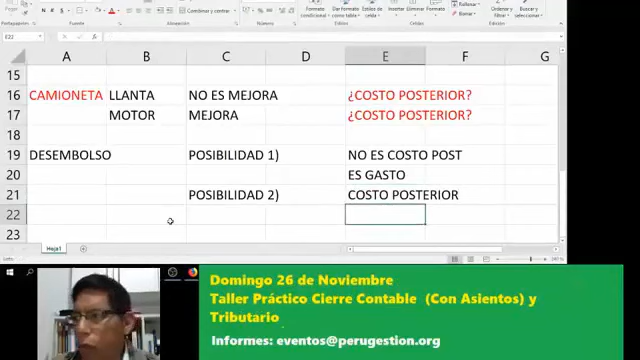 E22
A B C D E F G
15
16 CAMIONETA LLANTA NO ES MEJORA ¿COSTO POSTERIOR?
17 MOTOR MEJORA ¿COSTO POSTERIOR?
18
19 DESEMBOLSO POSIBILIDAD 1) NO ES COSTO POST
20 ES GASTO
21 POSIBILIDAD 2) COSTO POSTERIOR
22
23
Hoja1
Domingo 26 de Noviembre
Taller Práctico Cierre Contable (Con Asientos) y
Tributario
Informes: eventos@perugestion.org